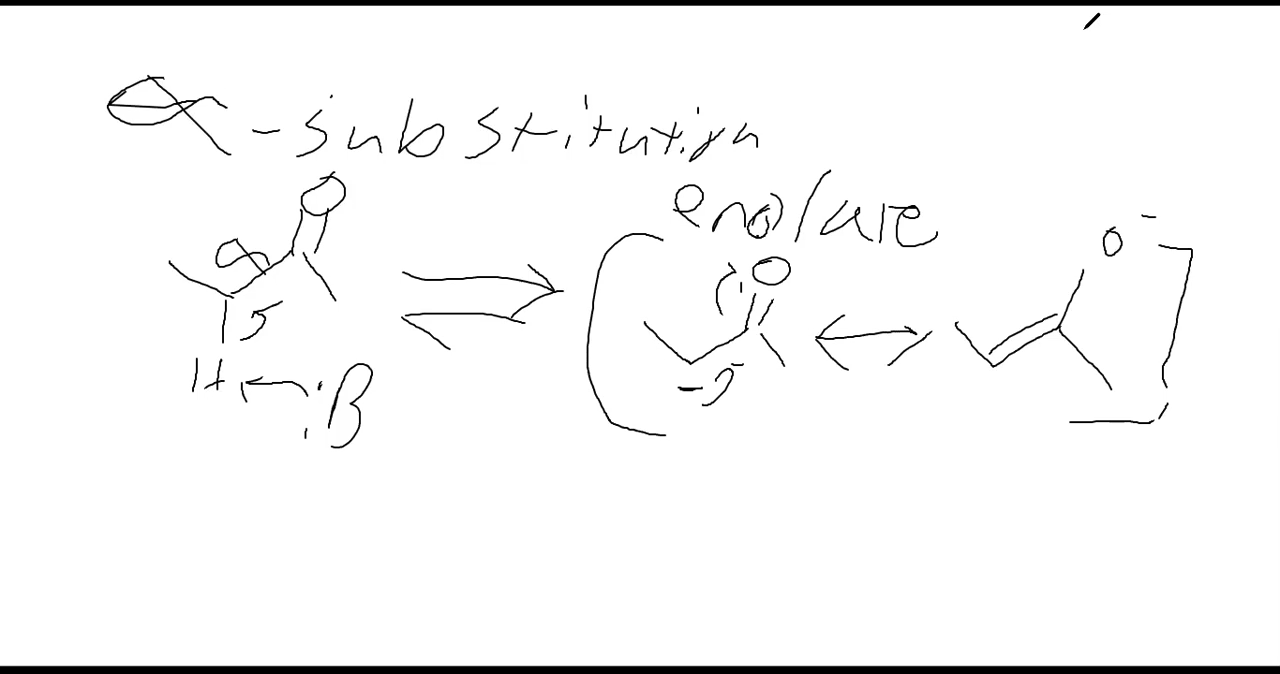 α-substitution
enolate
O
α
H :B
O
-
O-